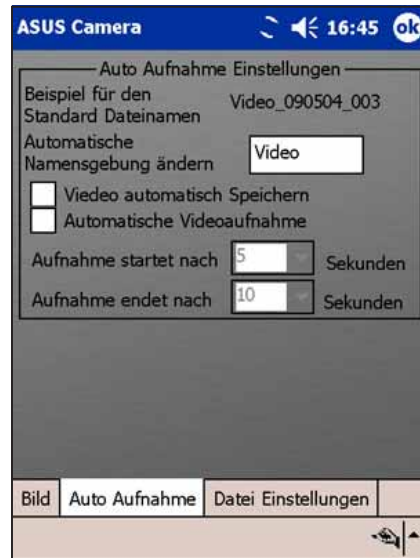 ASUS Camera 16:45 ok
Auto Aufnahme Einstellungen
Beispiel für den
Standard Dateinamen
Video_090504_003
Automatische
Namensgebung ändern
Video
Viedeo automatisch Speichern
Automatische Videoaufnahme
Aufnahme startet nach 5 Sekunden
Aufnahme endet nach 10 Sekunden
Bild Auto Aufnahme Datei Einstellungen